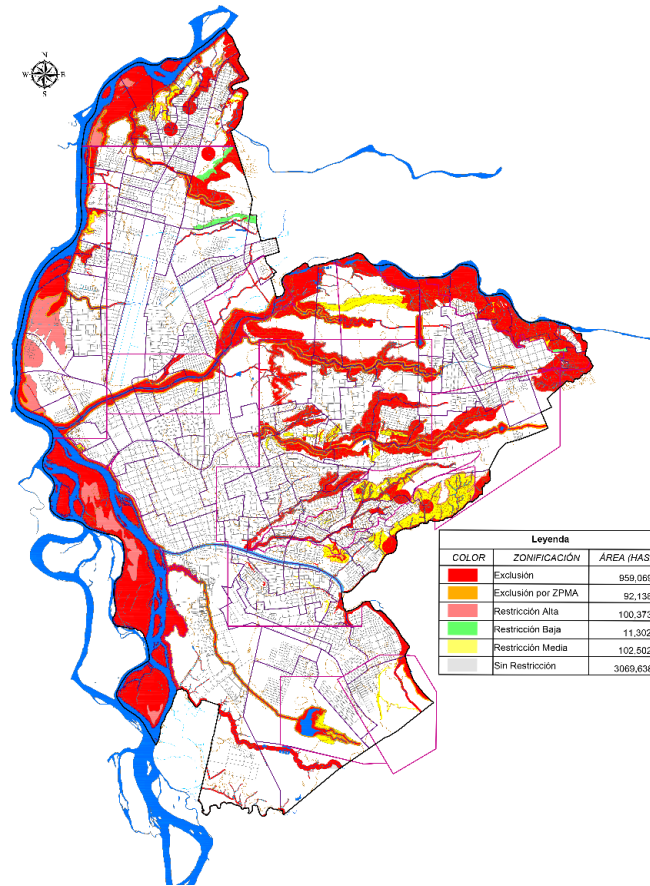 N
W E
S
Leyenda
COLOR ZONIFICACIÓN ÁREA (HAS
Exclusión 959,069
Exclusión por ZPMA 92,138
Restricción Alta 100,373
Restricción Baja 11,302
Restricción Media 102,502
Sin Restricción 3069,638